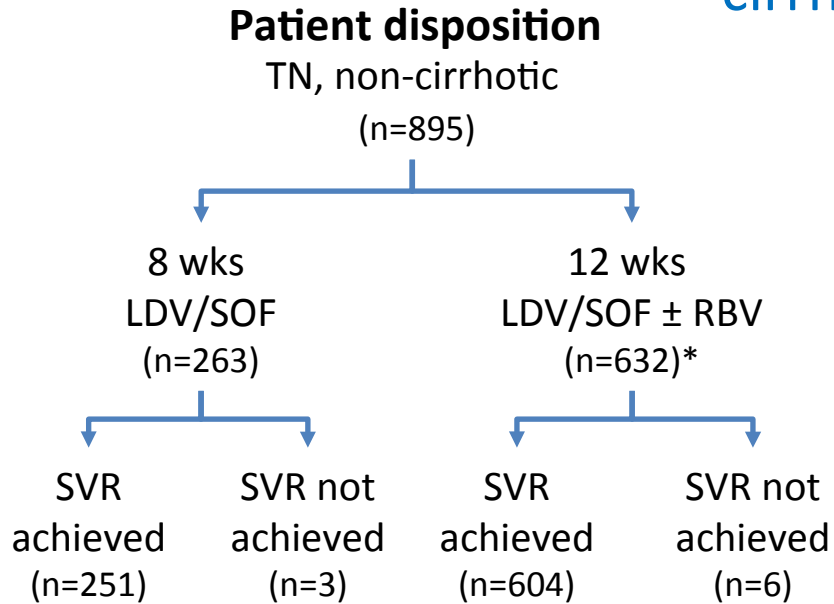 Patient disposition
TN, non-cirrhotic
(n=895)
8 wks
LDV/SOF
(n=263)
12 wks
LDV/SOF ± RBV
(n=632)*
SVR
achieved
(n=251)
SVR not
achieved
(n=3)
SVR
achieved
(n=604)
SVR not
achieved
(n=6)